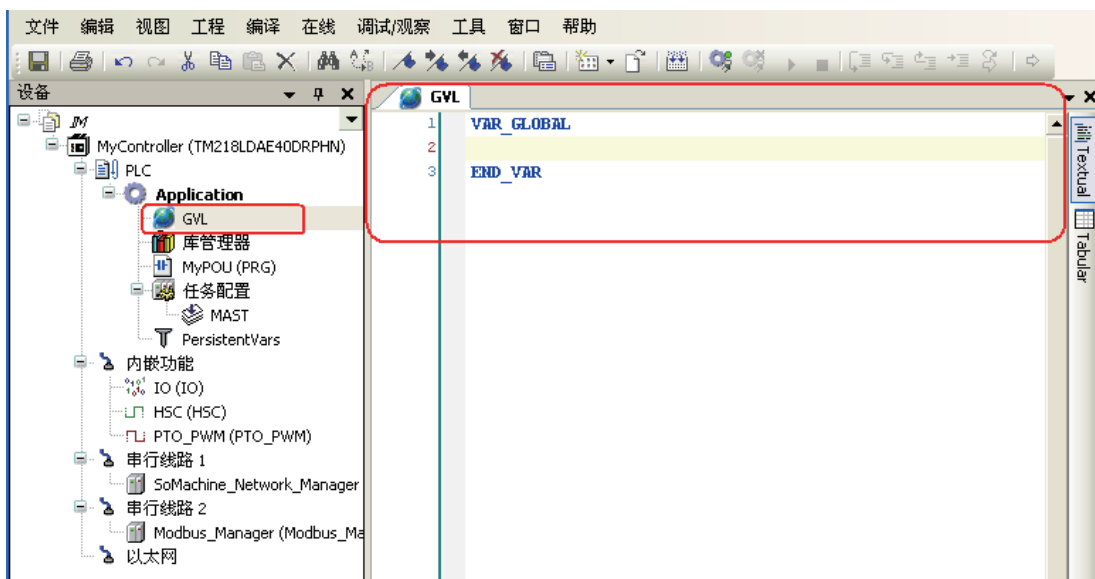 文件 编辑 视图 工程 编译 在线 调试/观察 工具 窗口 帮助
设备
JM
MyController (TM218LDAE40DRPHN)
PLC
Application
GVL
库管理器
MyPOU (PRG)
任务配置
MAST
PersistentVars
内嵌功能
IO (IO)
HSC (HSC)
PTO_PWM (PTO_PWM)
串行线路 1
SoMachine_Network_Manager
串行线路 2
Modbus_Manager (Modbus_Ma
以太网
GVL
1 VAR_GLOBAL
2
3 END_VAR
Textual
Tabular